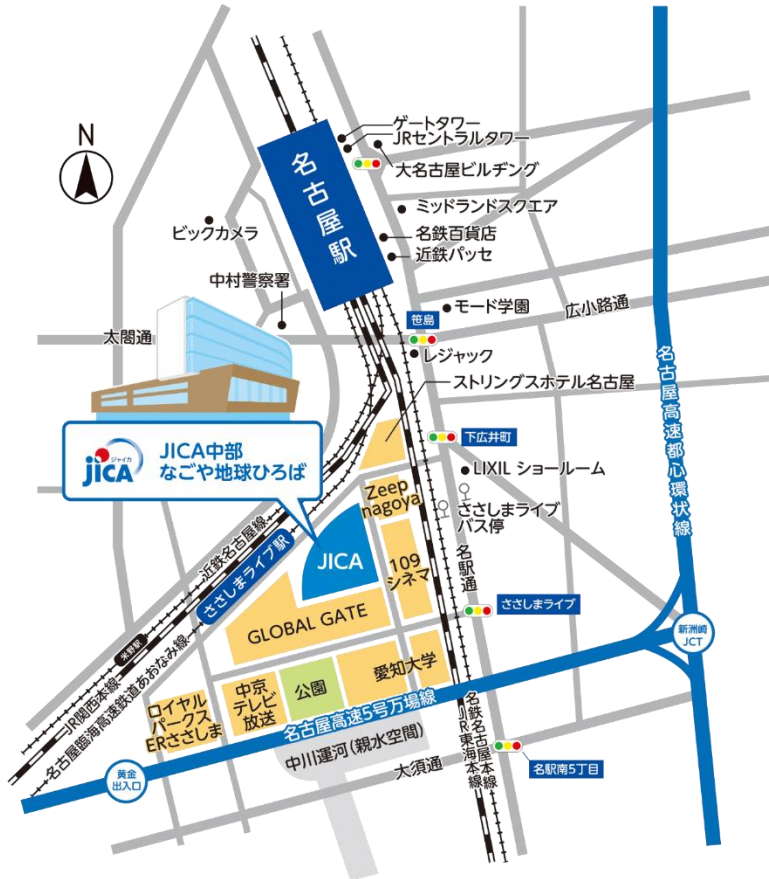 N
ゲートタワー
JRセントラルタワー
大名古屋ビルヂング
名古屋駅
ミッドランドスクエア
ビックカメラ
名鉄百貨店
近鉄パッセ
中村警察署
モード学園
広小路通
笹島
太閤通
レジャック
ストリングスホテル名古屋
名古屋高速都心環状線
下広井町
ジャイカ
JICA
JICA中部
なごや地球ひろば
LIXIL ショールーム
Zeep
nagoya
ささしまライブ
バス停
近鉄名古屋線
ささしまライブ駅
JICA
109
シネマ
名駅通
GLOBAL GATE
ささしまライブ
新洲崎
JCT
米野駅
JR関西本線
名古屋臨海高速鉄道あおなみ線
愛知大学
公園
中京
テレビ
放送
ロイヤル
パークス
ERささしま
名古屋高速5号万場線
名鉄名古屋本線
JR東海本線
中川運河(親水空間)
大須通
名駅南5丁目
黄金
出入口